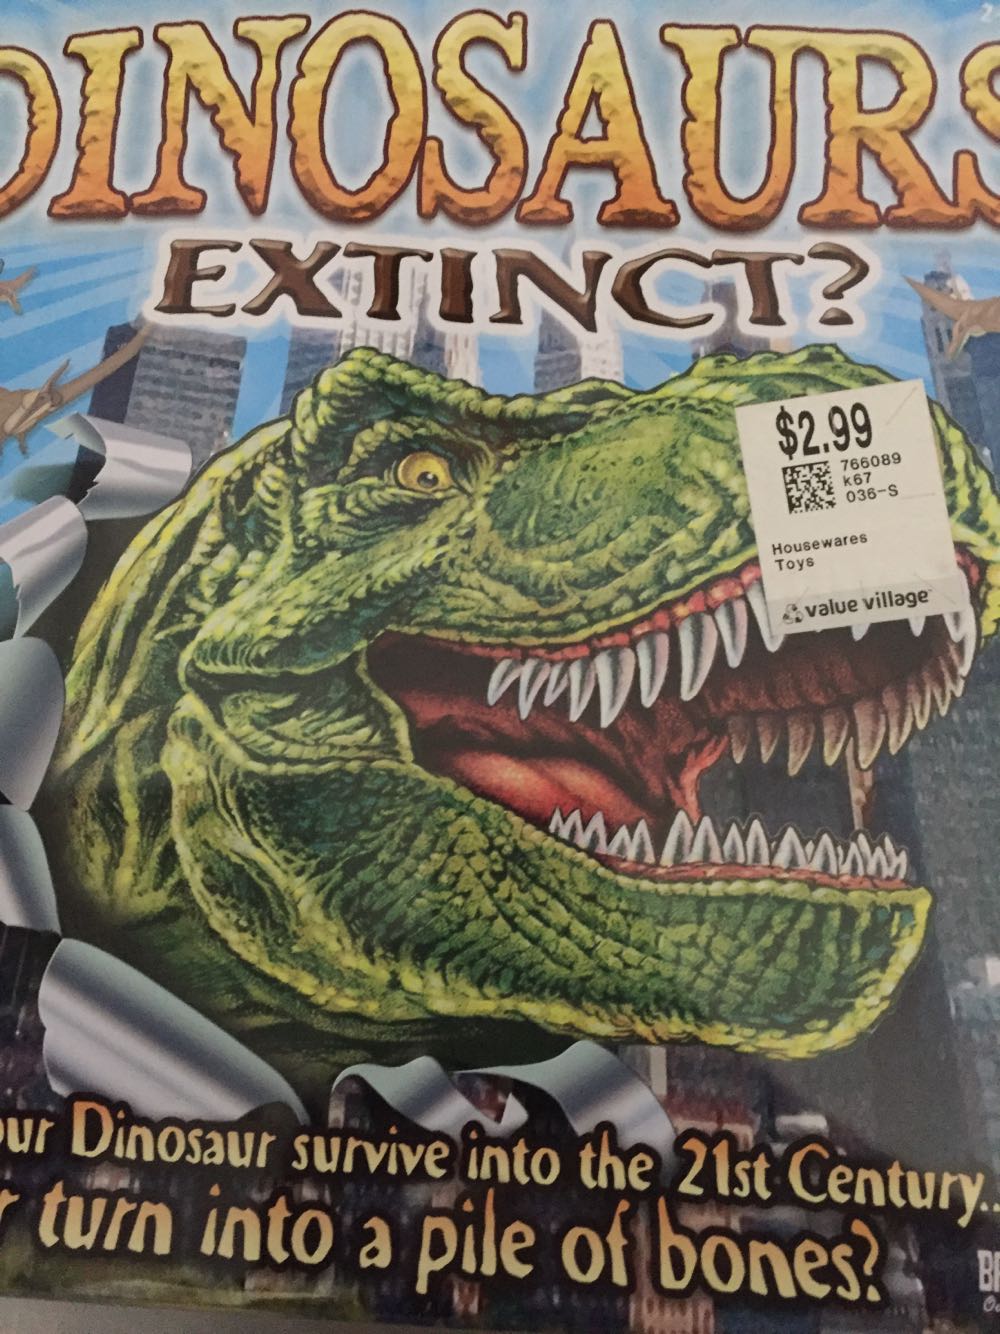 DINOSAURS
EXTINCT?
$2.99
766089
k67
036-S
Housewares
Toys
value village
our Dinosaur survive into the 21st Century..
r turn into a pile of bones?